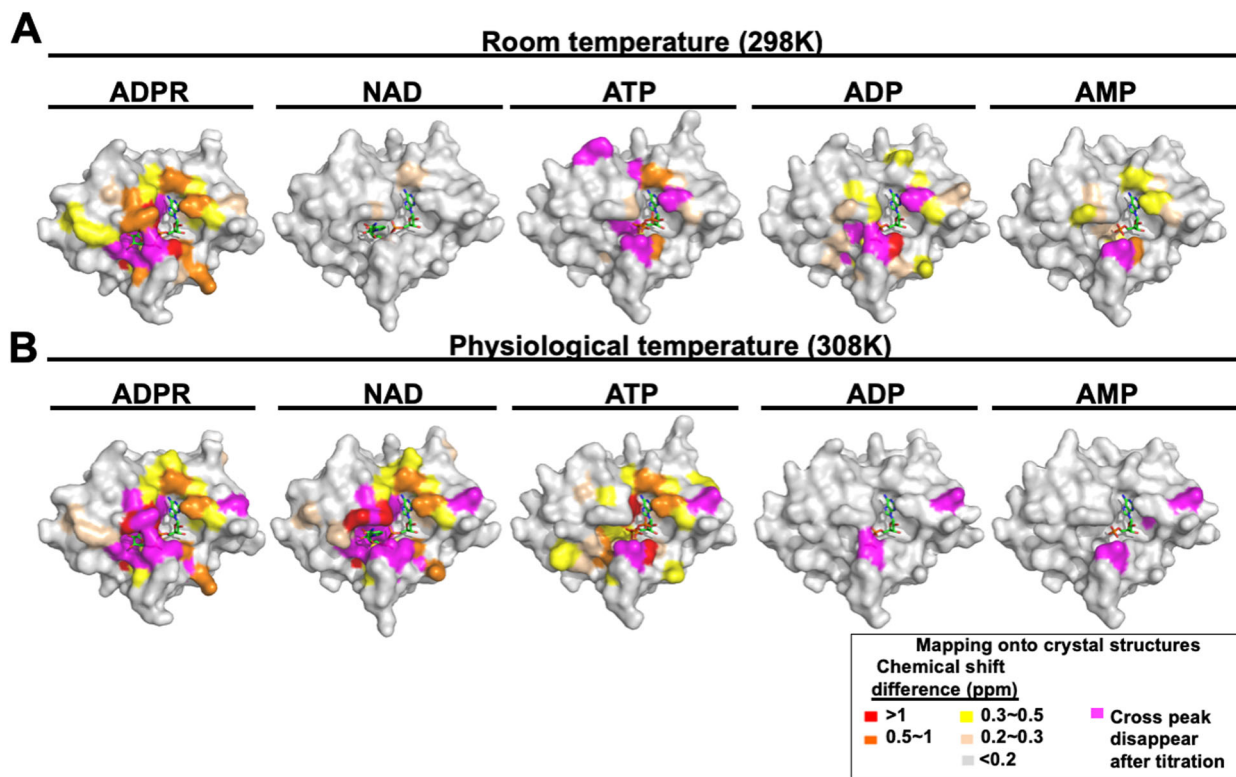 A
Room temperature (298K)
ADPR NAD ATP ADP AMP
B
Physiological temperature (308K)
ADPR NAD ATP ADP AMP
Mapping onto crystal structures
Chemical shift
difference (ppm)
>1 0.3~0.5 Cross peak
0.5~1 0.2~0.3 disappear
<0.2 after titration